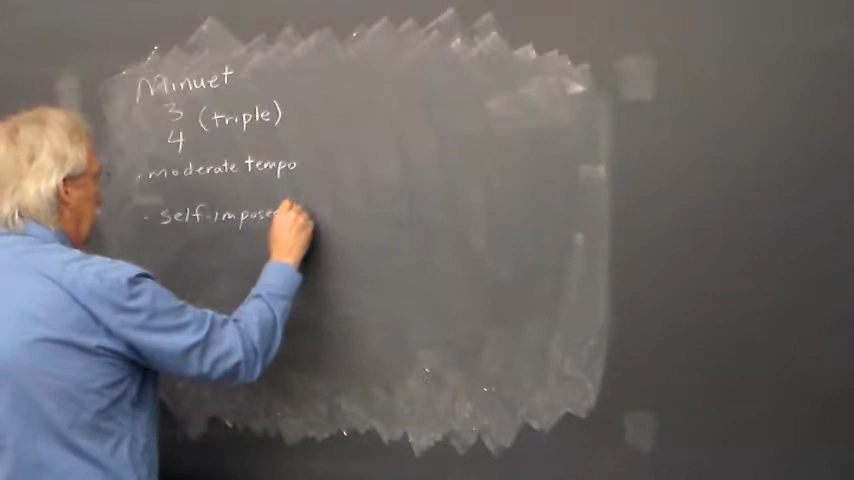 Minuet
3
4 (triple)
· moderate tempo
· self-impose